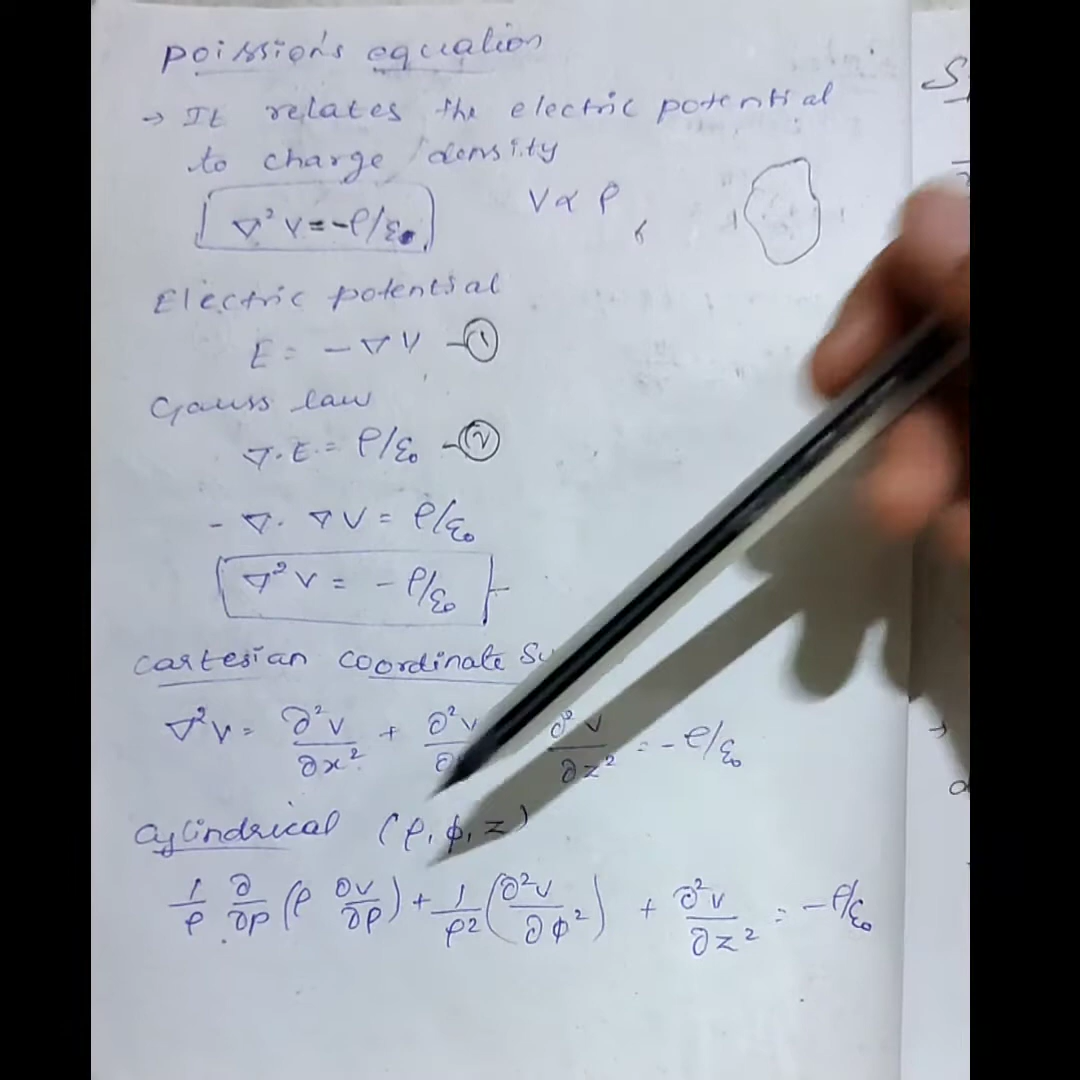 Poission's equation
→ It relates the electric potential
to charge density
∇² V = -ρ/ε₀ V ∝ ρ
Electric potential
E = - ∇ V - ①
Gauss law
∇. E = ρ/ε₀ - ②
- ∇. ∇ V = ρ/ε₀
∇² V = - ρ/ε₀
Cartesian Coordinate
∇²V = ∂²V/∂x² + ∂²V ∂²V/∂z² = - ρ/ε₀
Cylindrical (ρ, ϕ, z)
1/ρ ∂/∂ρ (ρ ∂V/∂ρ) + 1/ρ² (∂²V/∂ϕ²) + ∂²V/∂z² = -ρ/ε₀